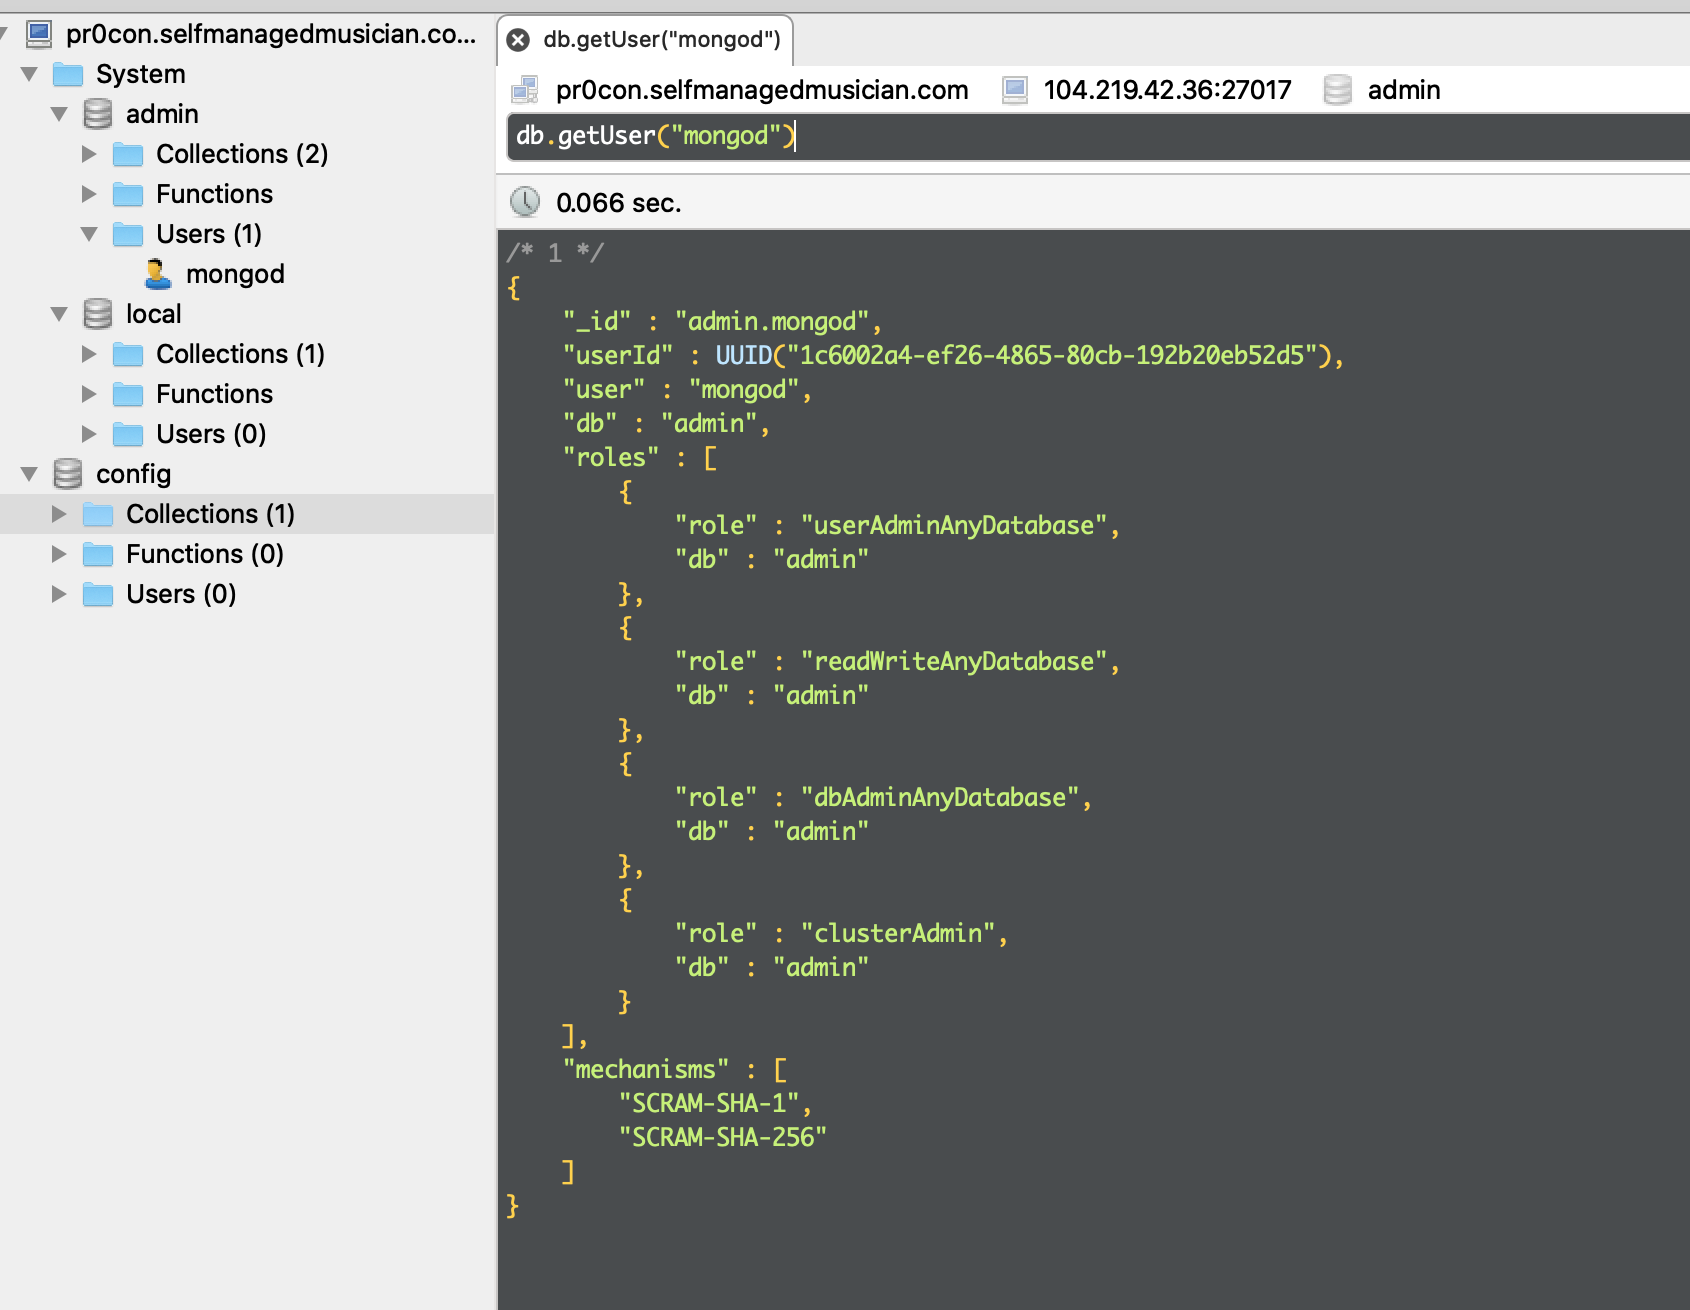 pr0con.selfmanagedmusician.co...
System
admin
Collections (2)
Functions
Users (1)
mongod
local
Collections (1)
Functions
Users (0)
config
Collections (1)
Functions (0)
Users (0)
db.getUser("mongod")
pr0con.selfmanagedmusician.com 104.219.42.36:27017 admin
db.getUser("mongod")
0.066 sec.
/* 1 */
{
    "_id" : "admin.mongod",
    "userId" : UUID("1c6002a4-ef26-4865-80cb-192b20eb52d5"),
    "user" : "mongod",
    "db" : "admin",
    "roles" : [
        {
            "role" : "userAdminAnyDatabase",
            "db" : "admin"
        },
        {
            "role" : "readWriteAnyDatabase",
            "db" : "admin"
        },
        {
            "role" : "dbAdminAnyDatabase",
            "db" : "admin"
        },
        {
            "role" : "clusterAdmin",
            "db" : "admin"
        }
    ],
    "mechanisms" : [
        "SCRAM-SHA-1",
        "SCRAM-SHA-256"
    ]
}